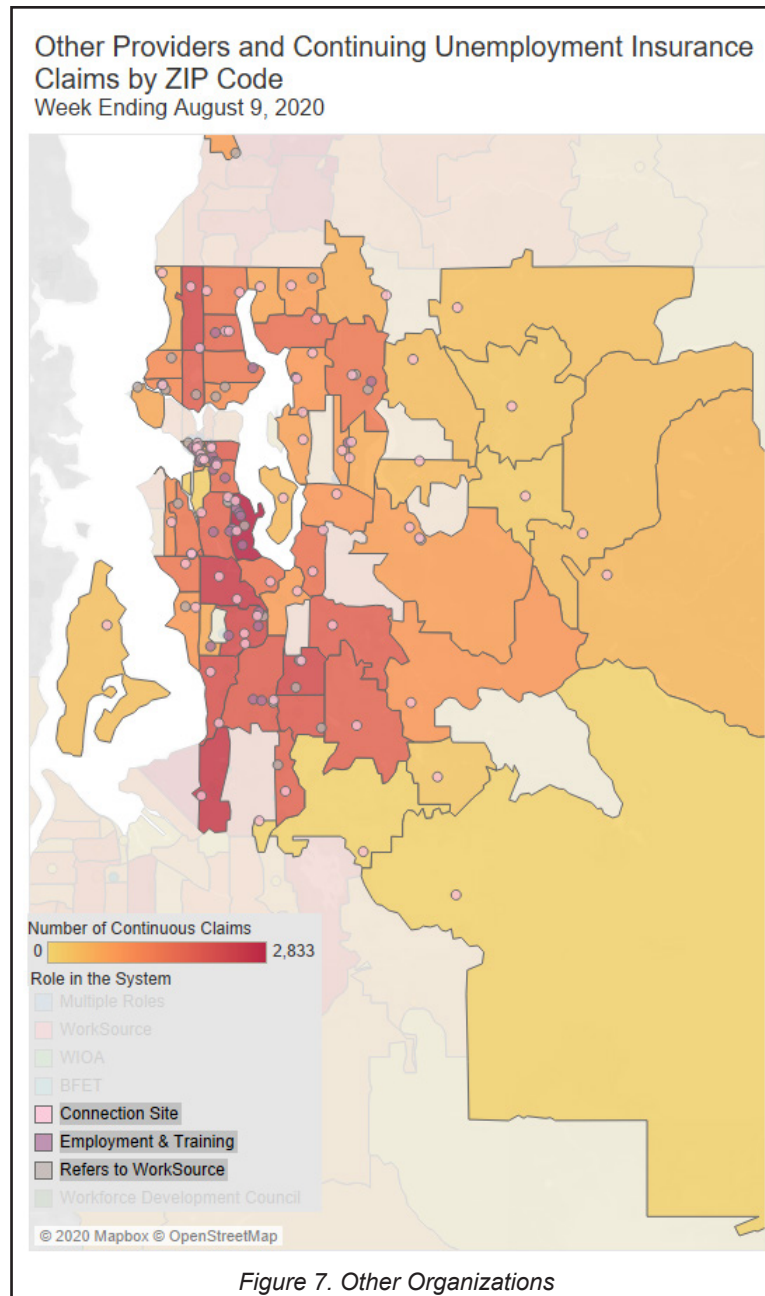 Other Providers and Continuing Unemployment Insurance
Claims by ZIP Code
Week Ending August 9, 2020
Number of Continuous Claims
0 2,833
Role in the System
Multiple Roles
WorkSource
WIOA
BFET
Connection Site
Employment & Training
Refers to WorkSource
Workforce Development Council
© 2020 Mapbox © OpenStreetMap
Figure 7. Other Organizations